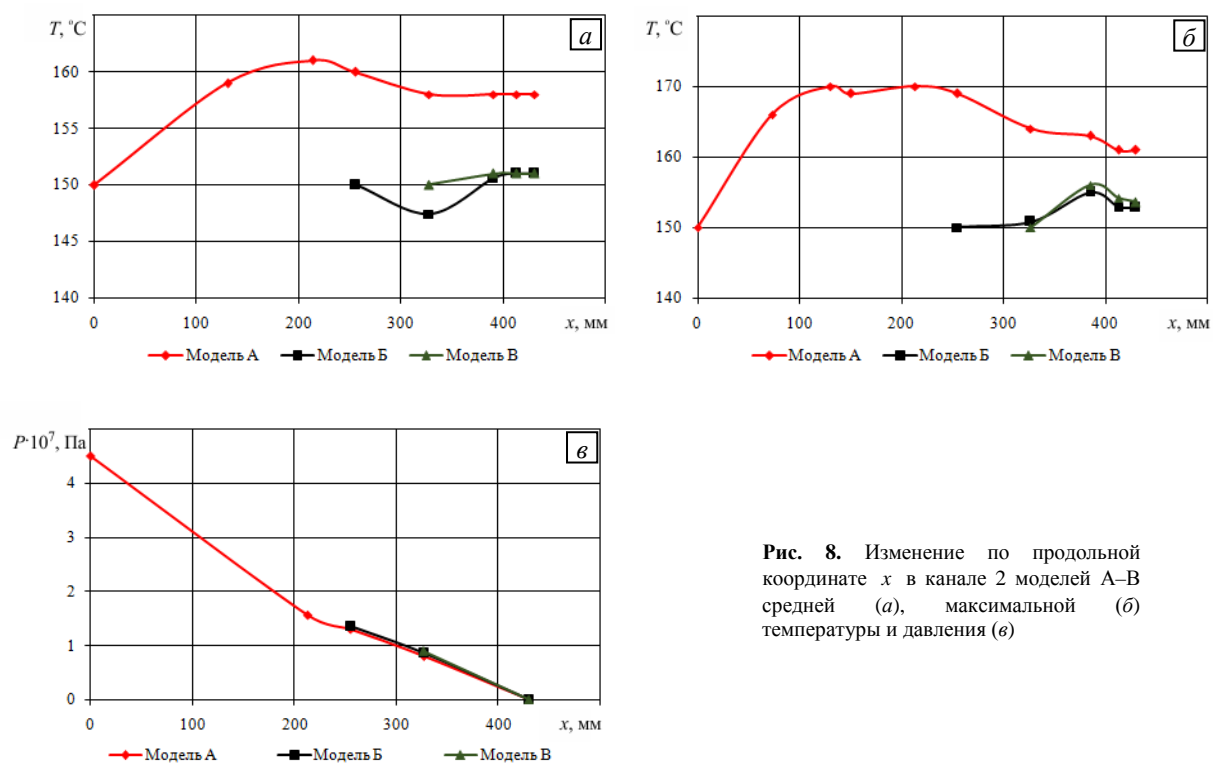 T, °C
а
160
155
150
145
140
0
100
200
300
400
x, мм
Модель А
Модель Б
Модель В
T, °C
б
170
160
150
140
0
100
200
300
400
x, мм
Модель А
Модель Б
Модель В
P·10⁷, Па
в
4
3
2
1
0
0
100
200
300
400
x, мм
Модель А
Модель Б
Модель В
Рис. 8. Изменение по продольной
координате x в канале 2 моделей А–В
средней (а), максимальной (б)
температуры и давления (в)